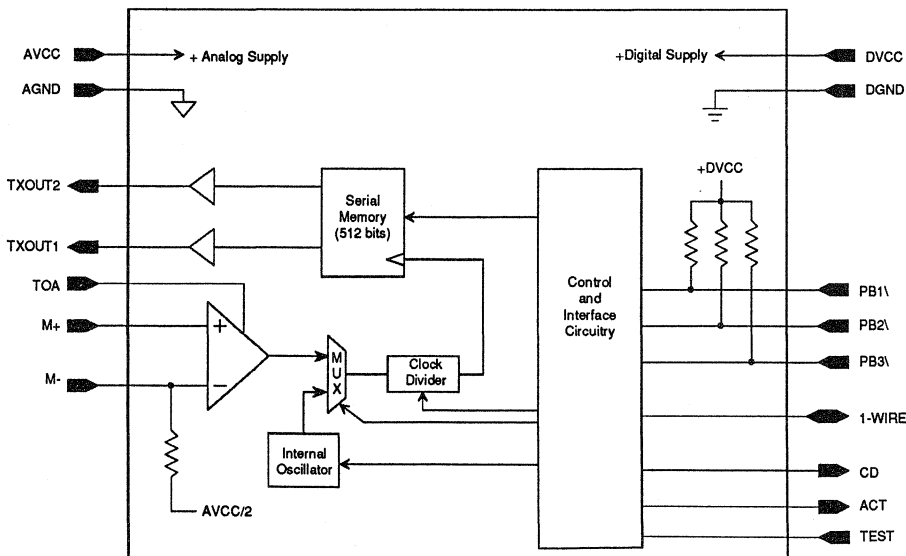 AVCC
+ Analog Supply
+Digital Supply
DVCC
AGND
DGND
+DVCC
TXOUT2
Serial
Memory
(512 bits)
TXOUT1
TOA
Control
and
Interface
Circuitry
PB1\
M+
+
PB2\
M
U
X
Clock
Divider
PB3\
M-
−
1-WIRE
Internal
Oscillator
CD
AVCC/2
ACT
TEST